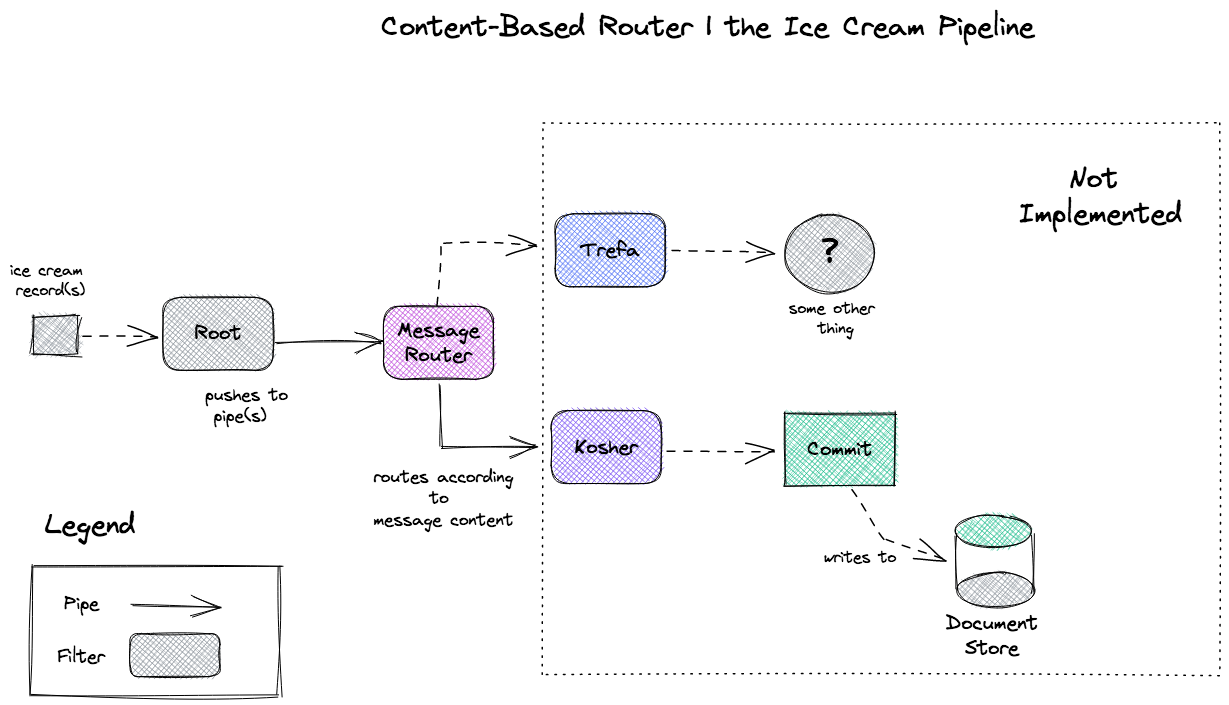 Content-Based Router | the Ice Cream Pipeline
Not
Implemented
Trefa
?
some other
thing
ice cream
record(s)
Root
Message
Router
pushes to
pipe(s)
Kosher
Commit
routes according
to
message content
writes to
Document
Store
Legend
Pipe
Filter